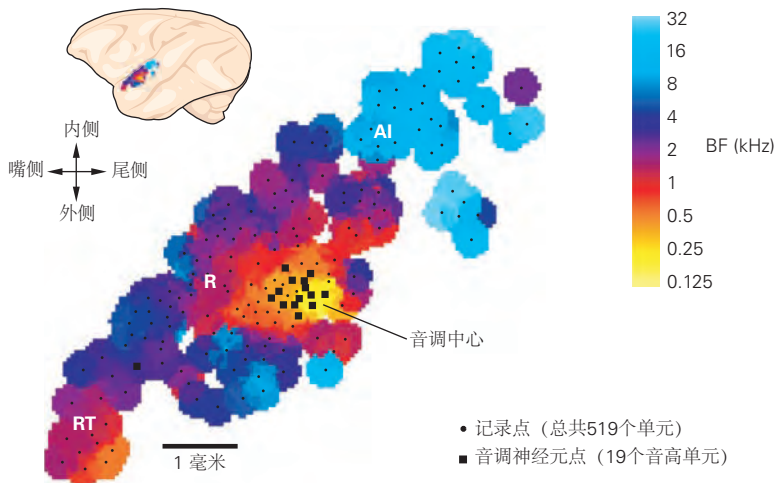 内侧
嘴侧 尾侧
外侧
AI
R
RT
音调中心
1 毫米
32
16
8
4
2
1
0.5
0.25
0.125
BF (kHz)
记录点（总共519个单元）
音调神经元点（19个音高单元）